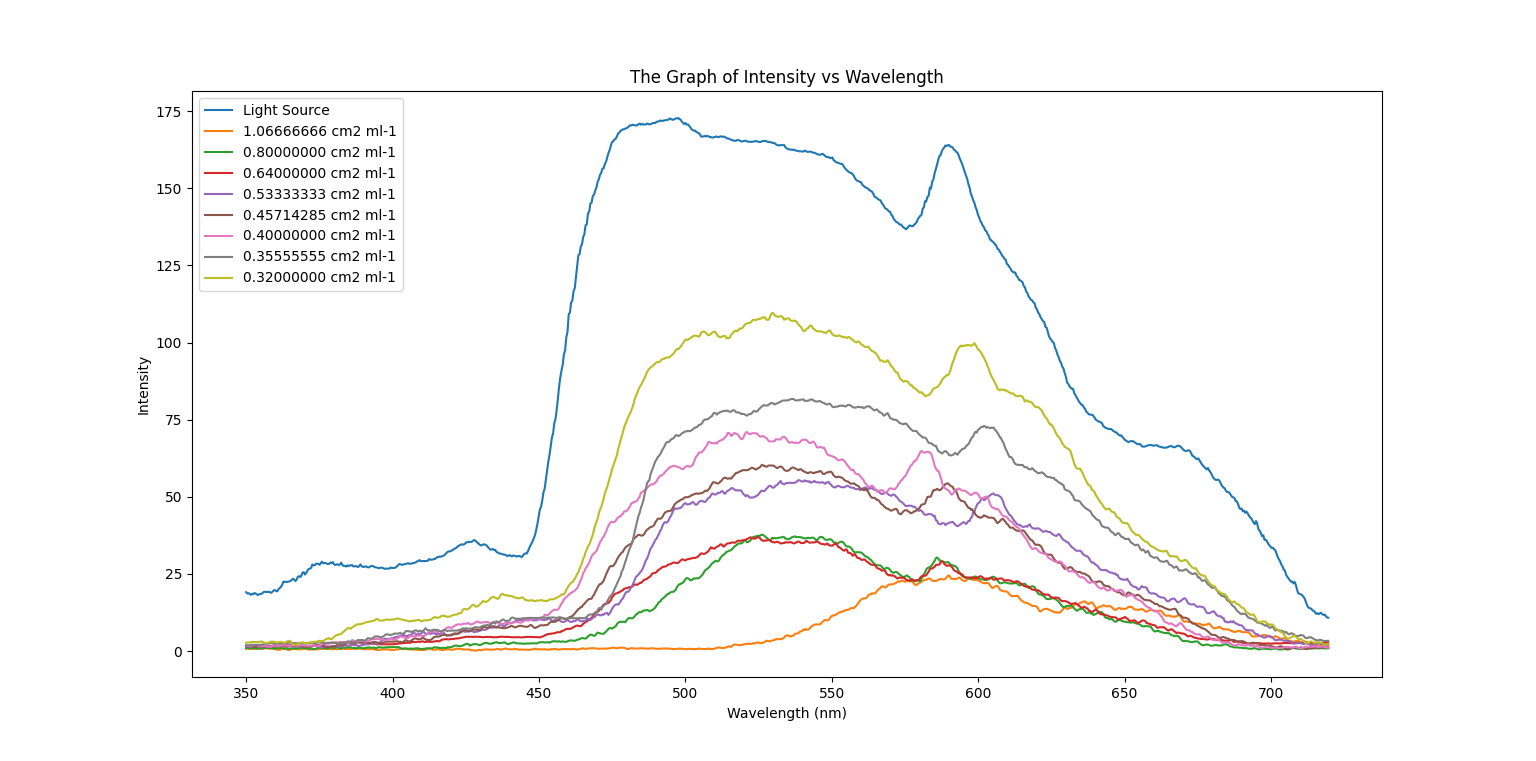 The Graph of Intensity vs Wavelength
Light Source
1.06666666 cm2 ml-1
0.80000000 cm2 ml-1
0.64000000 cm2 ml-1
0.53333333 cm2 ml-1
0.45714285 cm2 ml-1
0.40000000 cm2 ml-1
0.35555555 cm2 ml-1
0.32000000 cm2 ml-1
175
150
125
100
75
50
25
0
Intensity
350 400 450 500 550 600 650 700
Wavelength (nm)